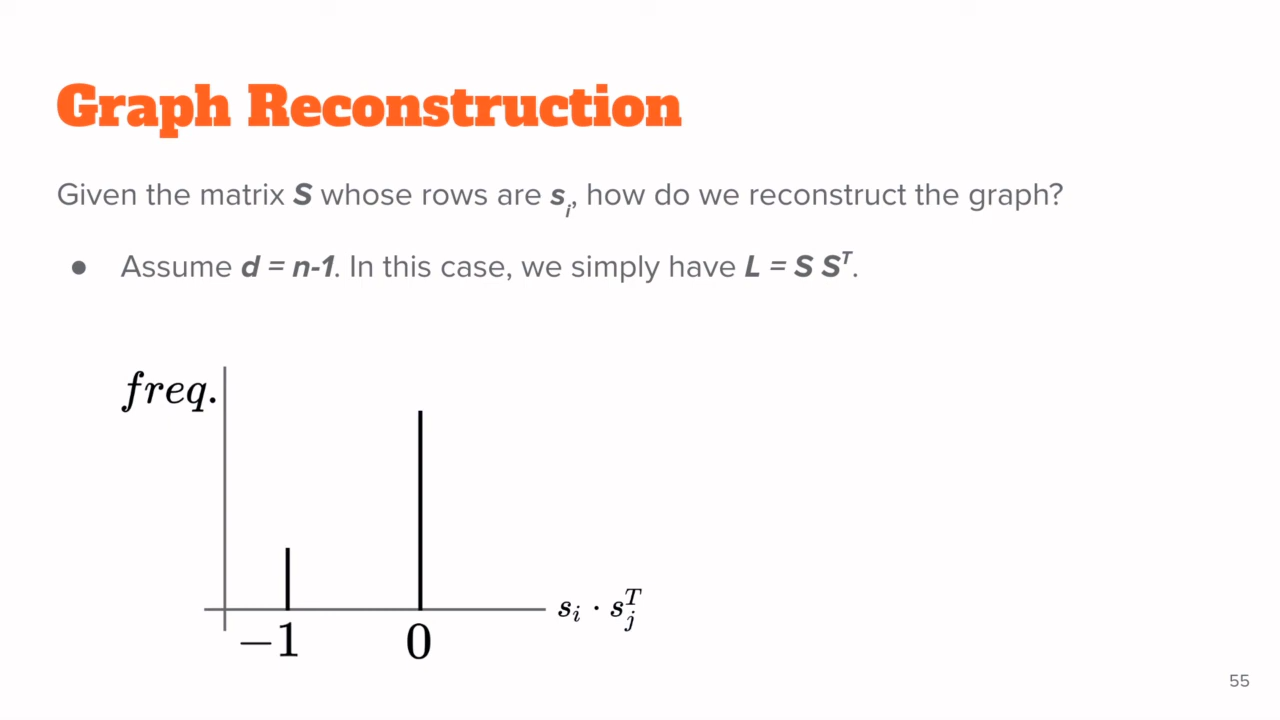 Graph Reconstruction
Given the matrix S whose rows are s_i, how do we reconstruct the graph?
● Assume d = n-1. In this case, we simply have L = S S^T.
freq.
s_i · s_j^T
−1 0
55